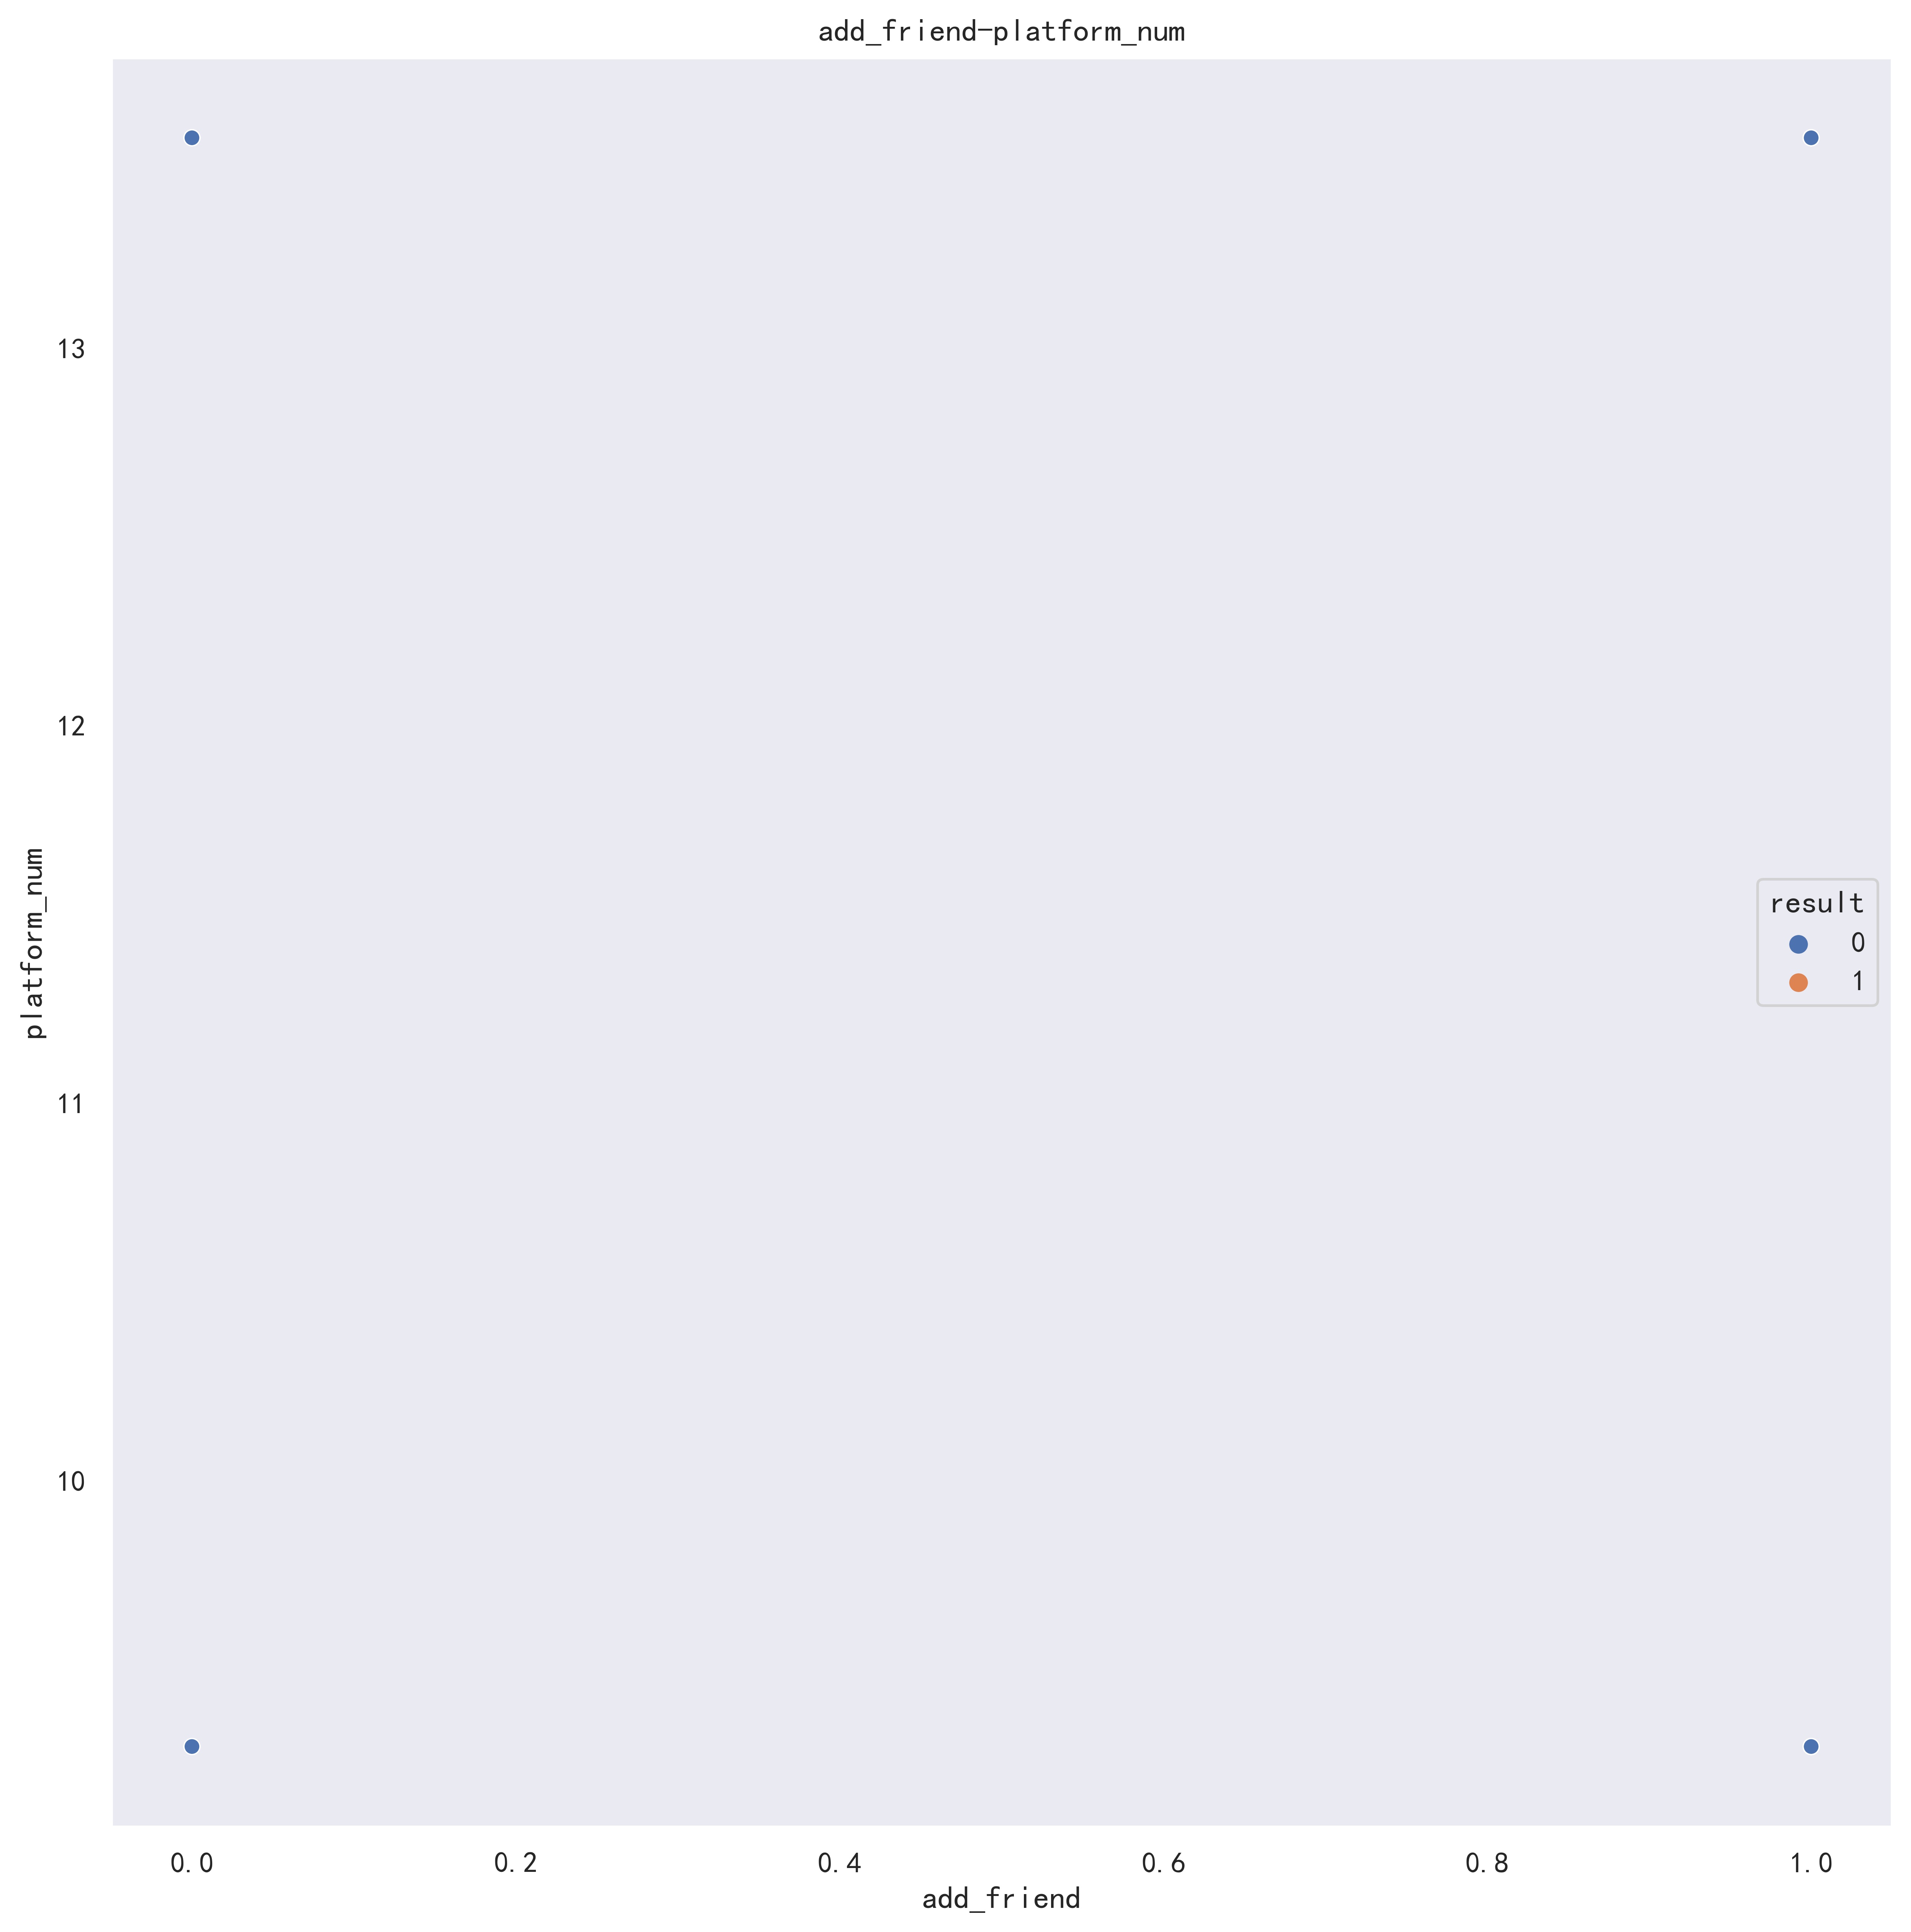 add_friend-platform_num
13
12
11
10
platform_num
result
0
1
0.0 0.2 0.4 0.6 0.8 1.0
add_friend